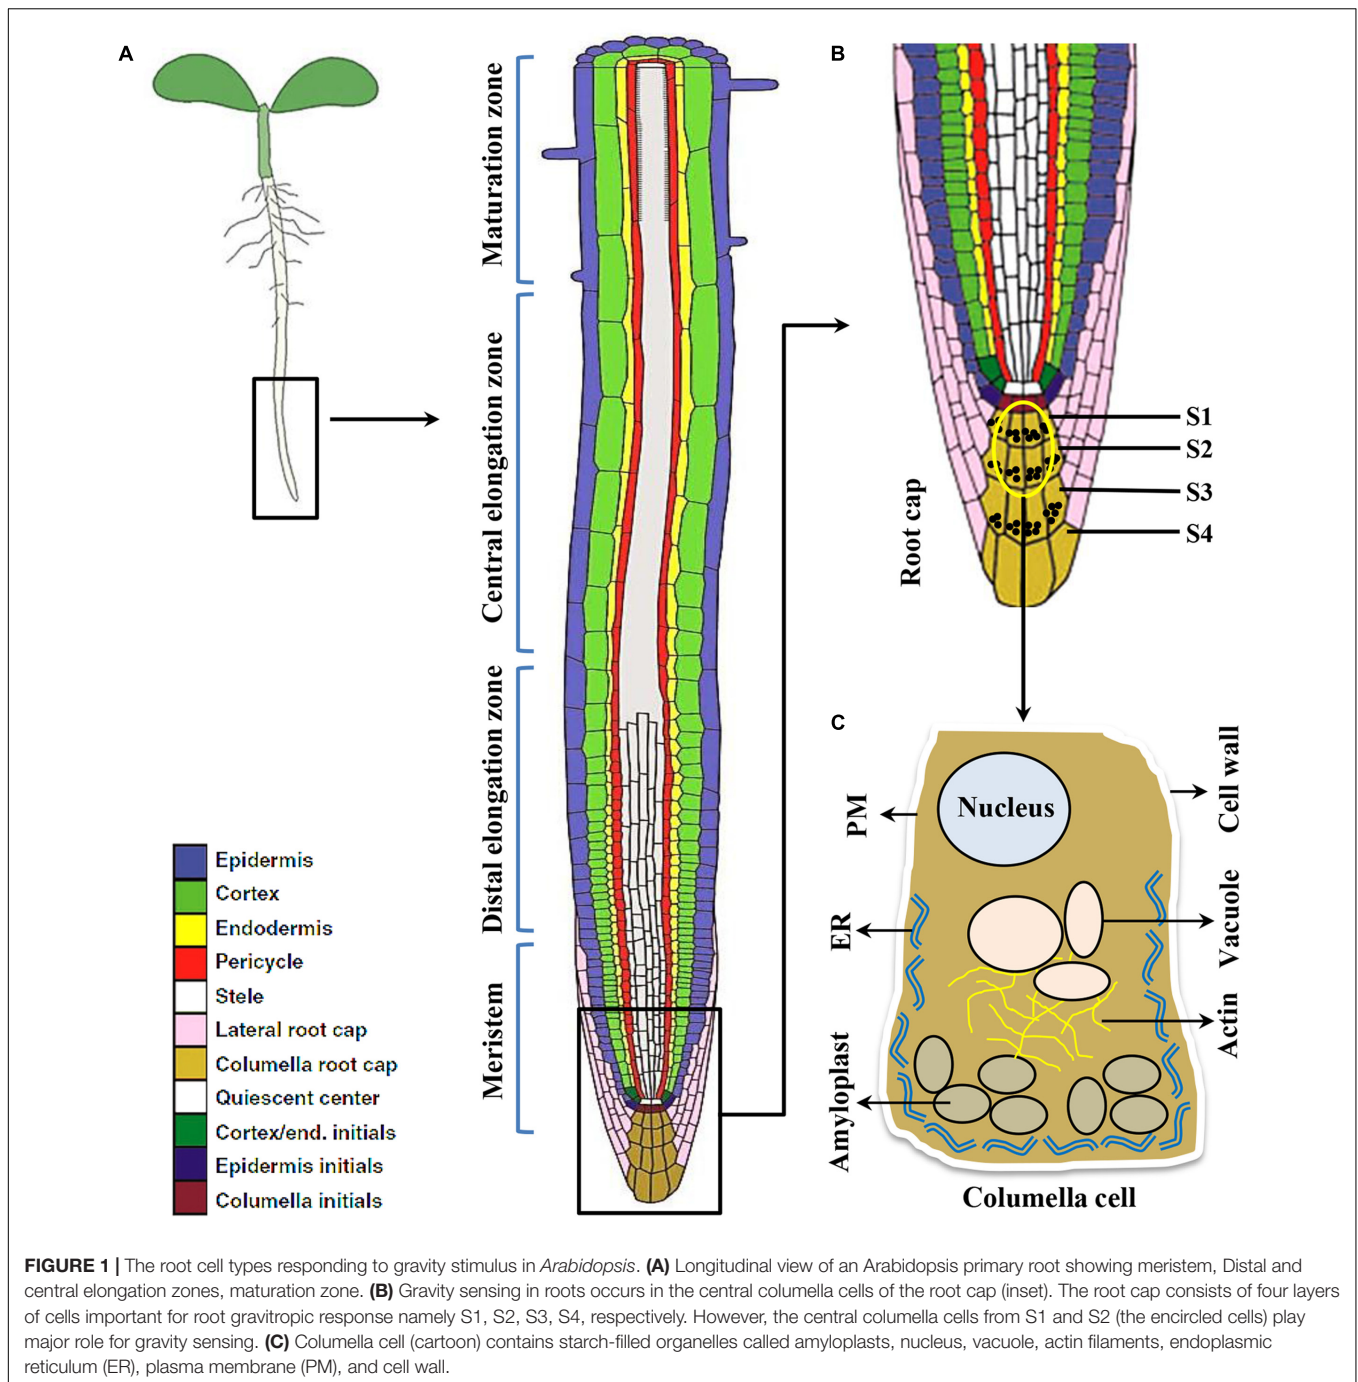 A
Maturation zone
Central elongation zone
Distal elongation zone
Meristem
Epidermis
Cortex
Endodermis
Pericycle
Stele
Lateral root cap
Columella root cap
Quiescent center
Cortex/end. initials
Epidermis initials
Columella initials
B
S1
S2
S3
S4
Root cap
C
Nucleus
PM
Cell wall
ER
Vacuole
Actin
Amyloplast
Columella cell
FIGURE 1 | The root cell types responding to gravity stimulus in Arabidopsis. (A) Longitudinal view of an Arabidopsis primary root showing meristem, Distal and
central elongation zones, maturation zone. (B) Gravity sensing in roots occurs in the central columella cells of the root cap (inset). The root cap consists of four layers
of cells important for root gravitropic response namely S1, S2, S3, S4, respectively. However, the central columella cells from S1 and S2 (the encircled cells) play
major role for gravity sensing. (C) Columella cell (cartoon) contains starch-filled organelles called amyloplasts, nucleus, vacuole, actin filaments, endoplasmic
reticulum (ER), plasma membrane (PM), and cell wall.